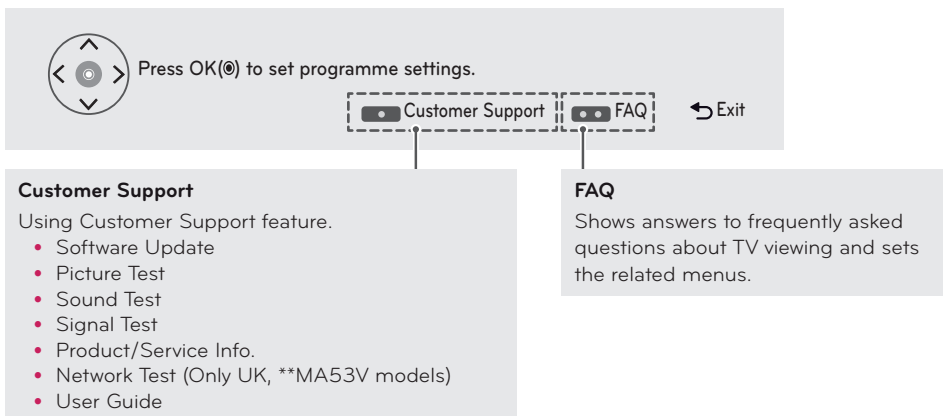 Press OK(◉) to set programme settings.
Customer Support
FAQ
Exit
Customer Support
Using Customer Support feature.
• Software Update
• Picture Test
• Sound Test
• Signal Test
• Product/Service Info.
• Network Test (Only UK, **MA53V models)
• User Guide
FAQ
Shows answers to frequently asked
questions about TV viewing and sets
the related menus.